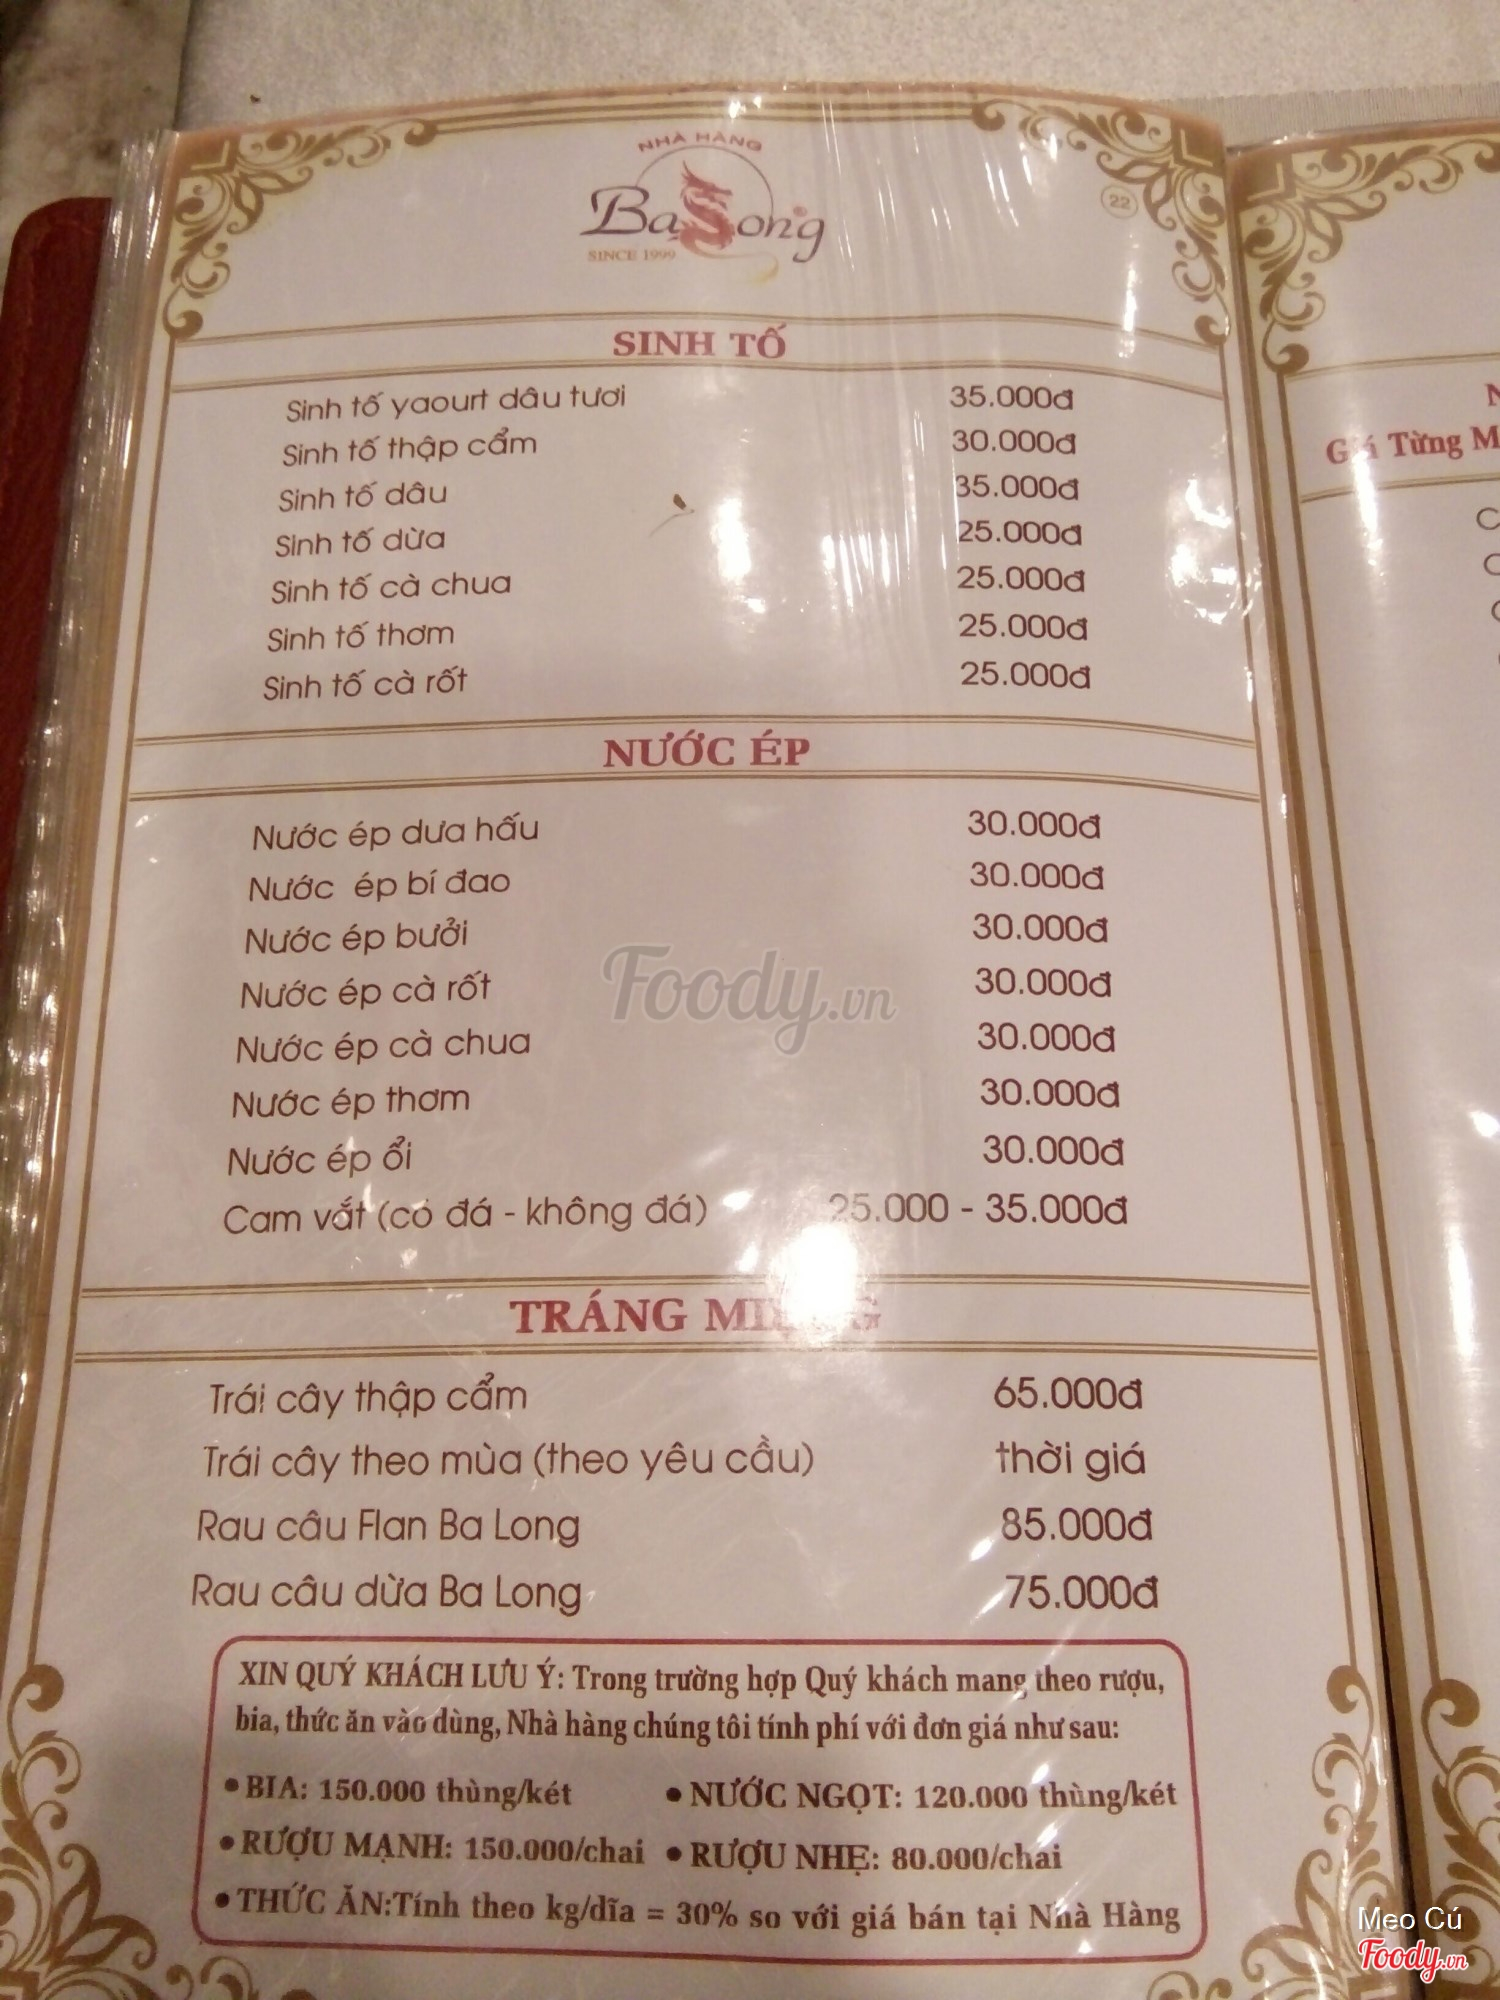 NHÀ HÀNG
Ba Long
SINCE 1999
22
SINH TỐ
Sinh tố yaourt dâu tươi 35.000đ
Sinh tố thập cẩm 30.000đ
Sinh tố dâu 35.000đ
Sinh tố dừa 25.000đ
Sinh tố cà chua 25.000đ
Sinh tố thơm 25.000đ
Sinh tố cà rốt 25.000đ
NƯỚC ÉP
Nước ép dưa hấu 30.000đ
Nước ép bí đao 30.000đ
Nước ép bưởi 30.000đ
Nước ép cà rốt 30.000đ
Nước ép cà chua 30.000đ
Nước ép thơm 30.000đ
Nước ép ổi 30.000đ
Cam vắt (có đá - không đá) 25.000 - 35.000đ
TRÁNG MIỆNG
Trái cây thập cẩm 65.000đ
Trái cây theo mùa (theo yêu cầu) thời giá
Rau câu Flan Ba Long 85.000đ
Rau câu dừa Ba Long 75.000đ
XIN QUÝ KHÁCH LƯU Ý: Trong trường hợp Quý khách mang theo rượu,
bia, thức ăn vào dùng, Nhà hàng chúng tôi tính phí với đơn giá như sau:
• BIA: 150.000 thùng/két • NƯỚC NGỌT: 120.000 thùng/két
• RƯỢU MẠNH: 150.000/chai • RƯỢU NHẸ: 80.000/chai
• THỨC ĂN:Tính theo kg/dĩa = 30% so với giá bán tại Nhà Hàng
Giá Từng
Foody.vn
Meo Cú
Foody.vn